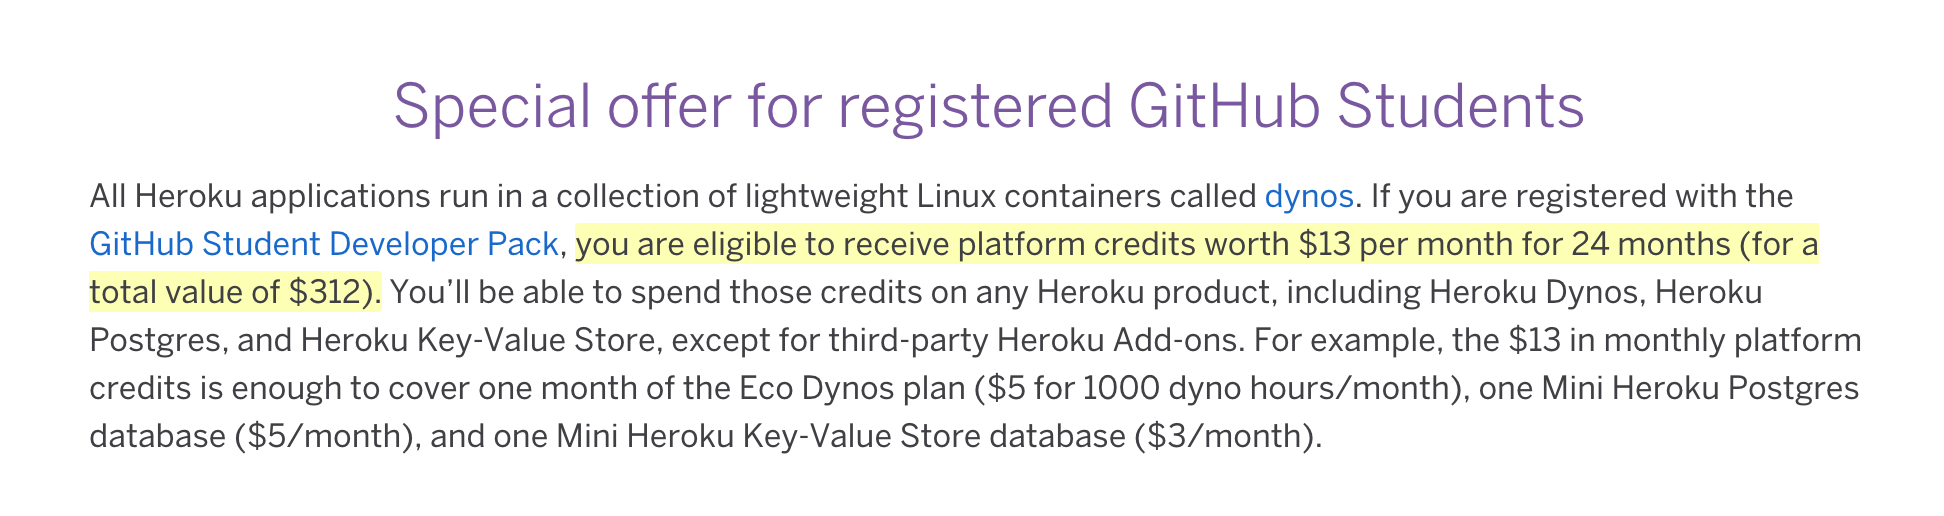 Special offer for registered GitHub Students
All Heroku applications run in a collection of lightweight Linux containers called dynos. If you are registered with the
GitHub Student Developer Pack, you are eligible to receive platform credits worth $13 per month for 24 months (for a
total value of $312). You’ll be able to spend those credits on any Heroku product, including Heroku Dynos, Heroku
Postgres, and Heroku Key-Value Store, except for third-party Heroku Add-ons. For example, the $13 in monthly platform
credits is enough to cover one month of the Eco Dynos plan ($5 for 1000 dyno hours/month), one Mini Heroku Postgres
database ($5/month), and one Mini Heroku Key-Value Store database ($3/month).